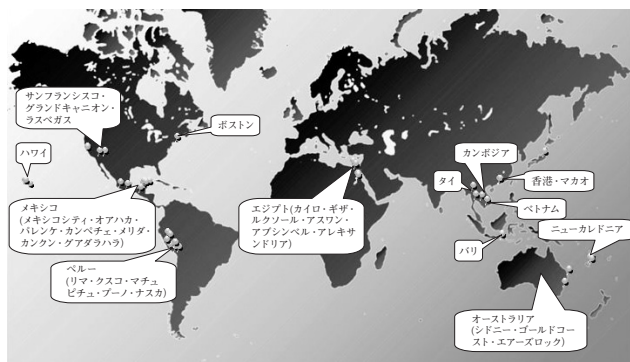 サンフランシスコ・
グランドキャニオン・
ラスベガス
ボストン
ハワイ
メキシコ
(メキシコシティ・オアハカ・
パレンケ・カンペチェ・メリダ・
カンクン・グアダラハラ)
ペルー
(リマ・クスコ・マチュ
ピチュ・プーノ・ナスカ)
エジプト(カイロ・ギザ・
ルクソール・アスワン・
アブシンベル・アレキサ
ンドリア)
カンボジア
タイ
香港・マカオ
ベトナム
ニューカレドニア
バリ
オーストラリア
(シドニー・ゴールドコー
スト・エアーズロック)